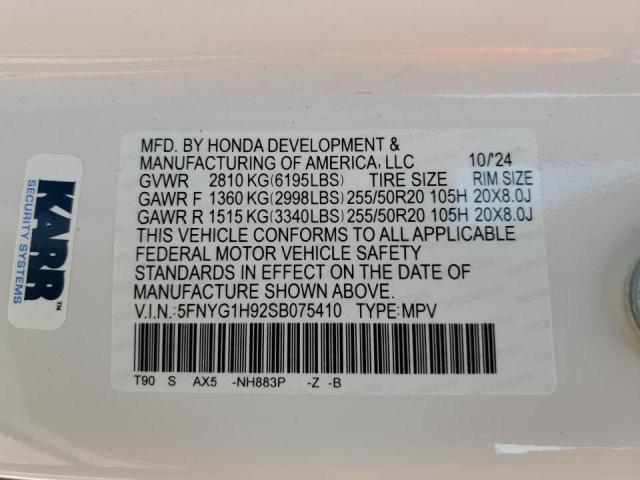 KARR™
SECURITY SYSTEMS
MFD. BY HONDA DEVELOPMENT &
MANUFACTURING OF AMERICA, LLC 10/'24
GVWR 2810 KG(6195LBS) TIRE SIZE RIM SIZE
GAWR F 1360 KG(2998LBS) 255/50R20 105H 20X8.0J
GAWR R 1515 KG(3340LBS) 255/50R20 105H 20X8.0J
THIS VEHICLE CONFORMS TO ALL APPLICABLE
FEDERAL MOTOR VEHICLE SAFETY
STANDARDS IN EFFECT ON THE DATE OF
MANUFACTURE SHOWN ABOVE.
V.I.N.:5FNYG1H92SB075410 TYPE:MPV
T90 S AX5 -NH883P -Z -B